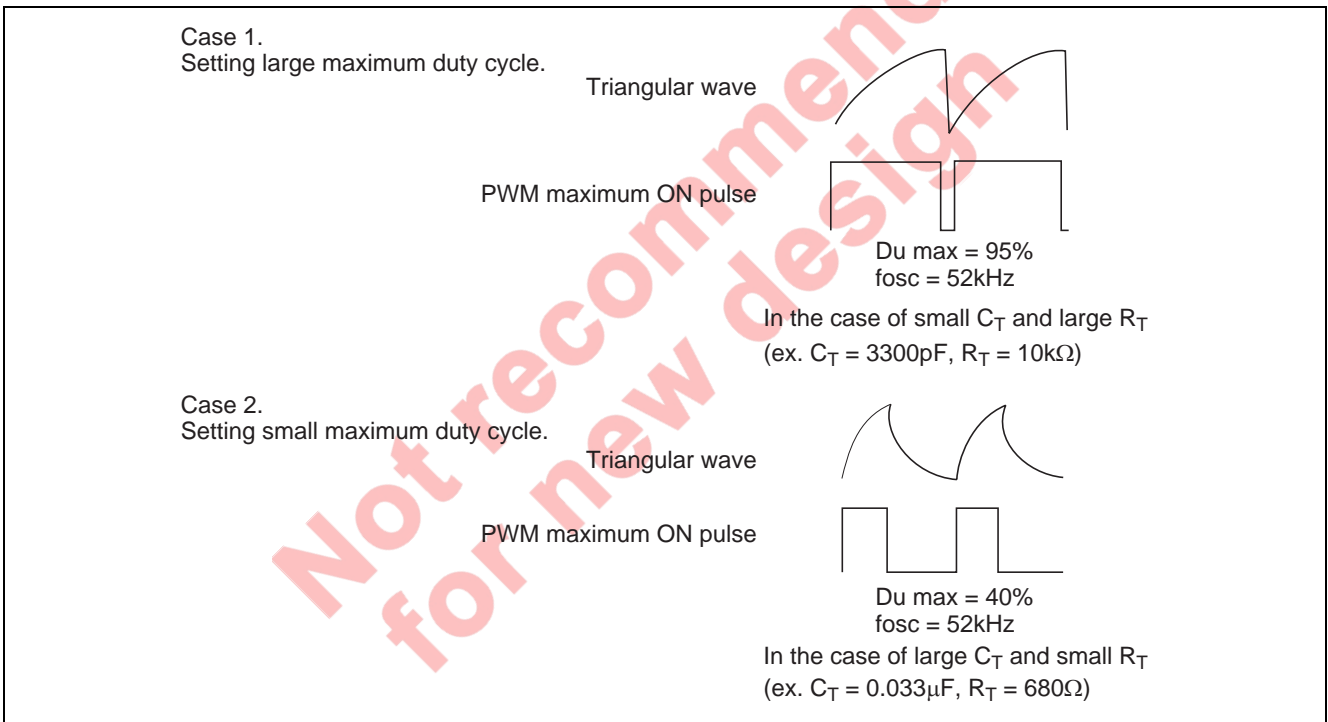 Case 1.
Setting large maximum duty cycle.
Triangular wave
PWM maximum ON pulse
Du max = 95%
fosc = 52kHz
In the case of small CT and large RT
(ex. CT = 3300pF, RT = 10kΩ)
Case 2.
Setting small maximum duty cycle.
Triangular wave
PWM maximum ON pulse
Du max = 40%
fosc = 52kHz
In the case of large CT and small RT
(ex. CT = 0.033μF, RT = 680Ω)
Not recommend
for new design